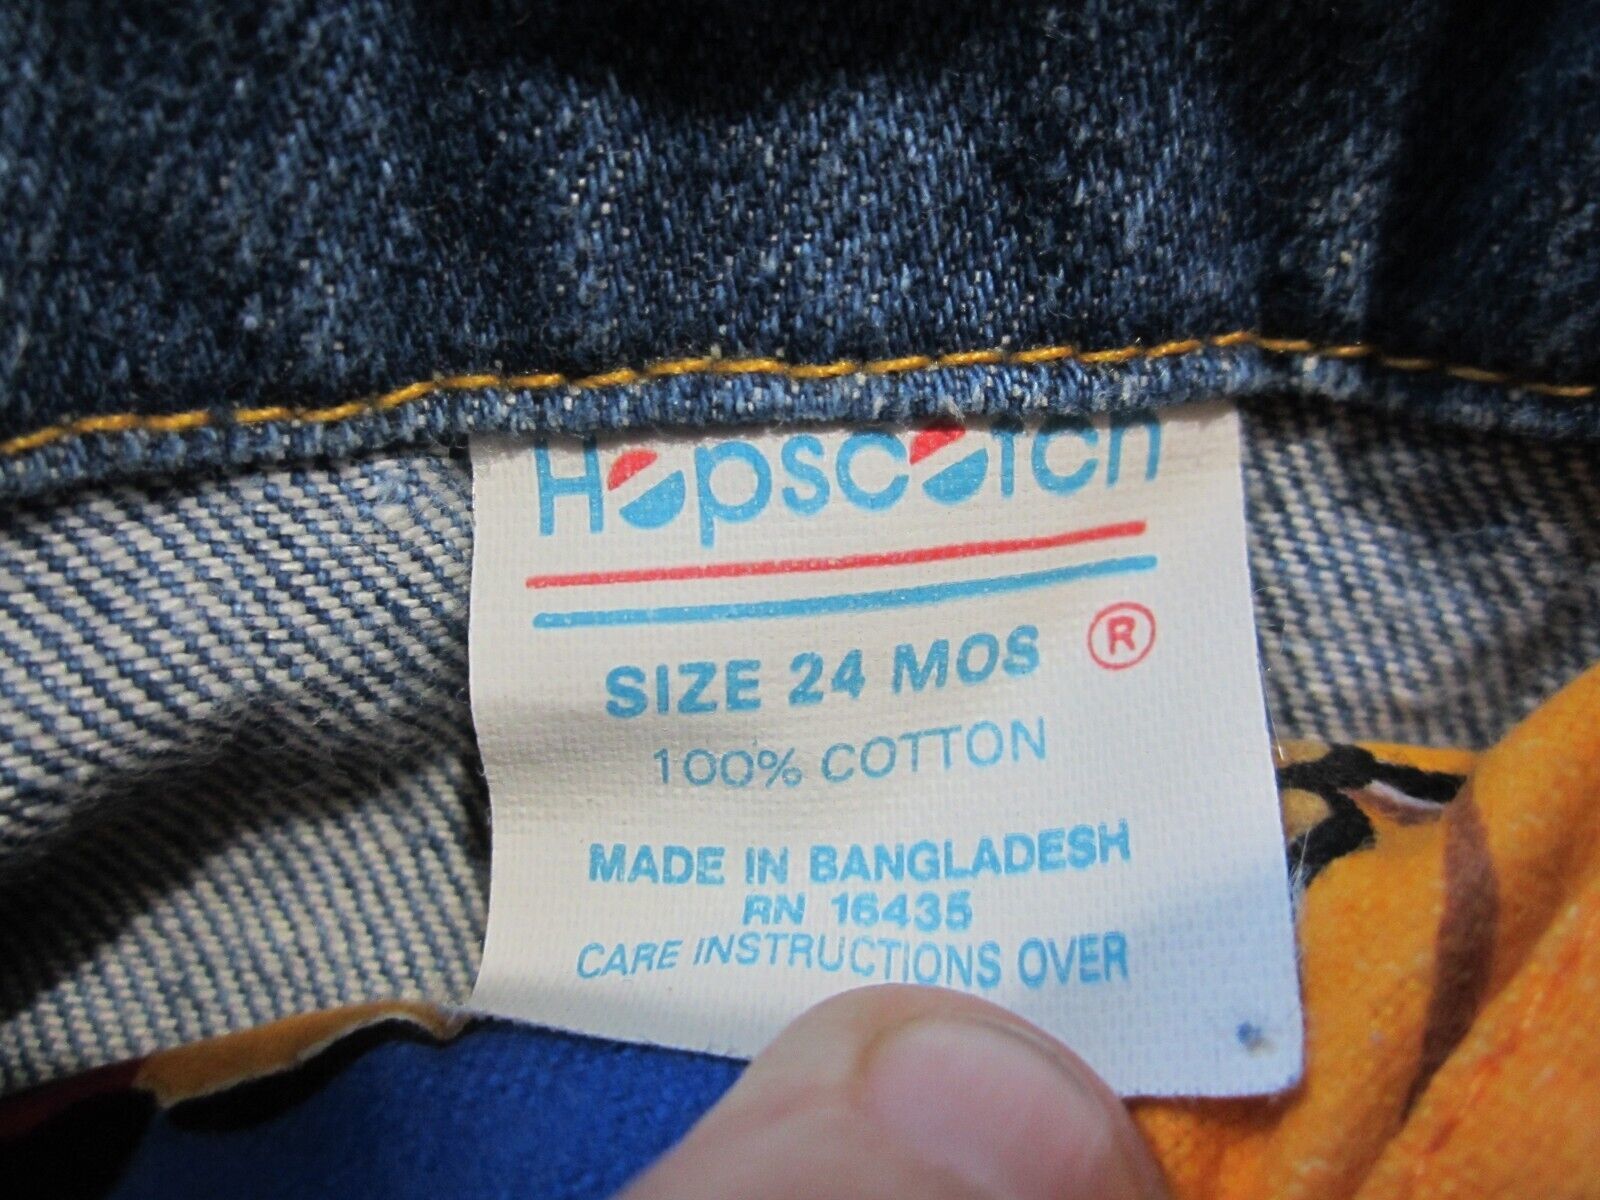 Hopscotch
SIZE 24 MOS ®
100% COTTON
MADE IN BANGLADESH
RN 16435
CARE INSTRUCTIONS OVER